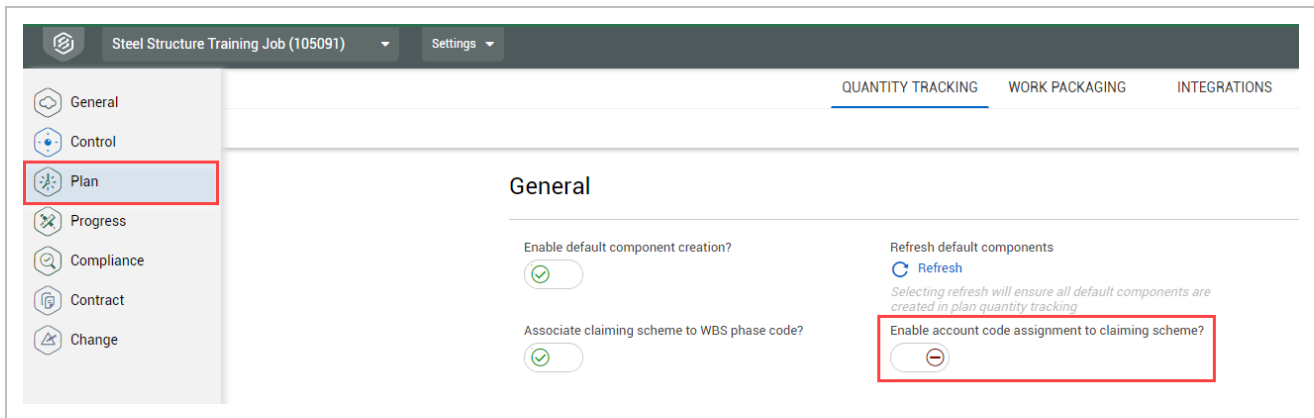 Steel Structure Training Job (105091)
Settings
General
Control
Plan
Progress
Compliance
Contract
Change
QUANTITY TRACKING
WORK PACKAGING
INTEGRATIONS
General
Enable default component creation?
Refresh default components
Refresh
Selecting refresh will ensure all default components are
created in plan quantity tracking
Associate claiming scheme to WBS phase code?
Enable account code assignment to claiming scheme?